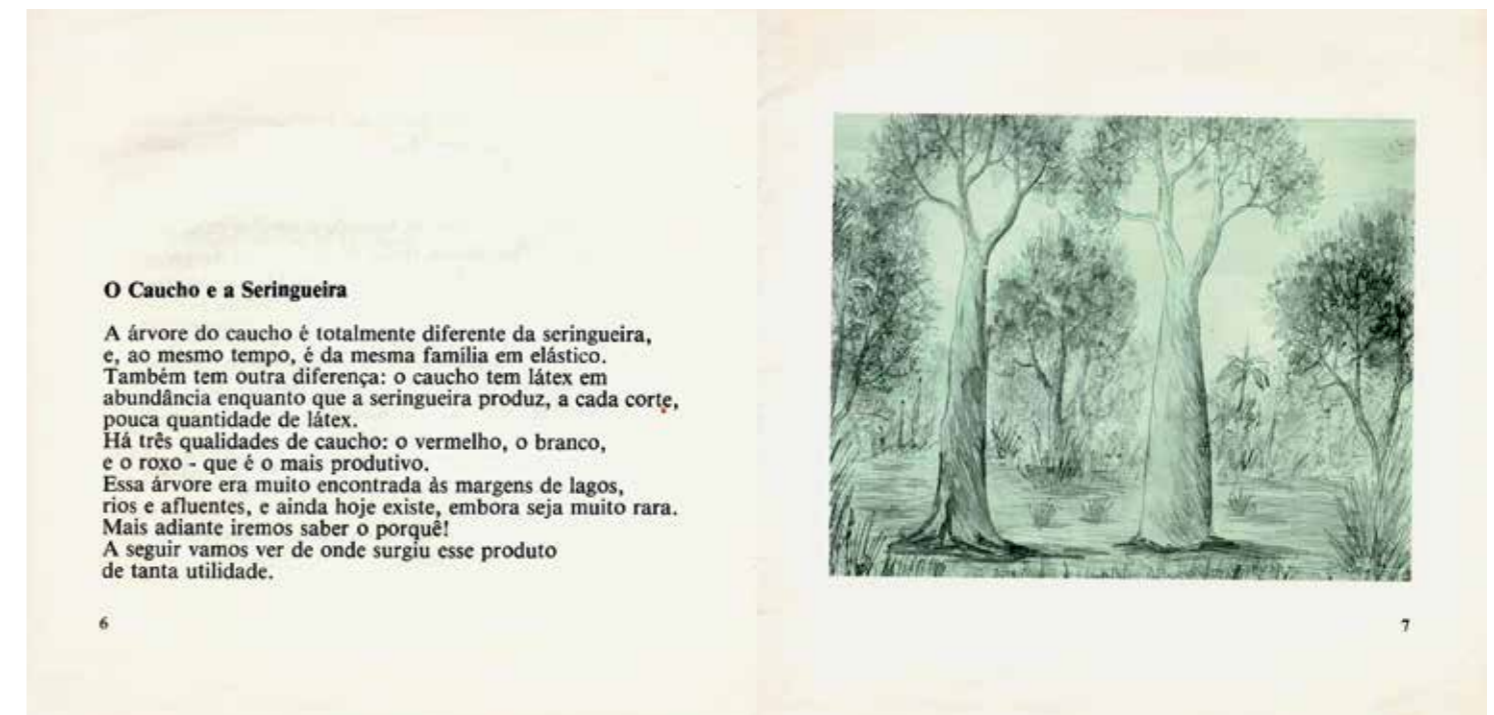 O Caucho e a Seringueira
A árvore do caucho é totalmente diferente da seringueira,
e, ao mesmo tempo, é da mesma família em elástico.
Também tem outra diferença: o caucho tem látex em
abundância enquanto que a seringueira produz, a cada corte,
pouca quantidade de látex.
Há três qualidades de caucho: o vermelho, o branco,
e o roxo - que é o mais produtivo.
Essa árvore era muito encontrada às margens de lagos,
rios e afluentes, e ainda hoje existe, embora seja muito rara.
Mais adiante iremos saber o porquê!
A seguir vamos ver de onde surgiu esse produto
de tanta utilidade.
6
7